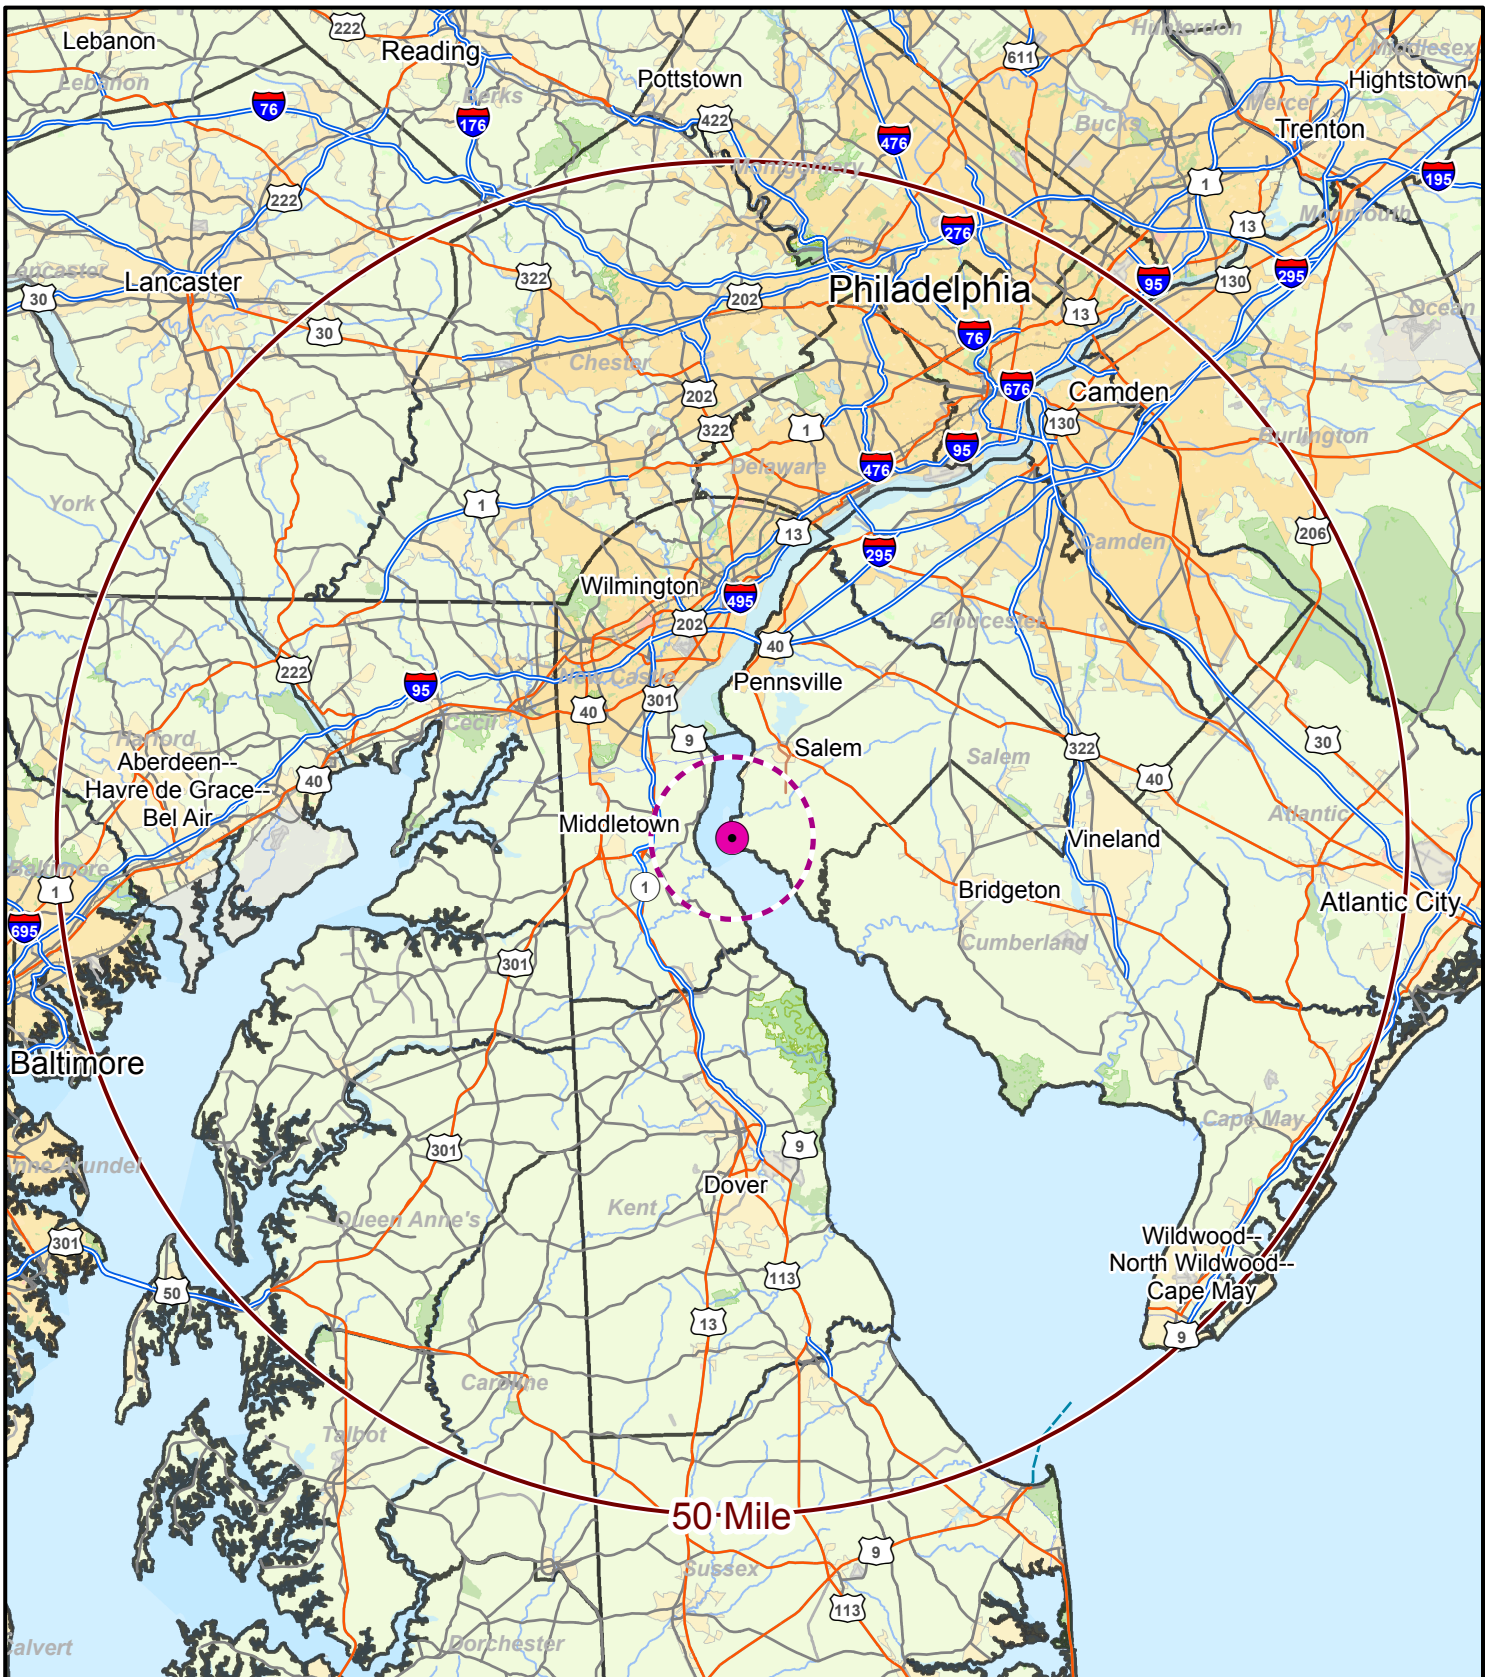 222
Hunterdon
Lebanon
Reading
611
Middlesex
Lebanon
Pottstown
Hightstown
76
Berks
Mercer
176
422
Bucks
Trenton
476
Montgomery
195
222
1
Monmouth
276
13
Lancaster
322
Lancaster
30
202
Philadelphia
95
130
295
30
13
Ocean
76
Chester
202
676
Camden
322
1
130
Burlington
95
Delaware
476
York
1
13
206
295
Camden
Wilmington
495
202
Gloucester
40
222
95
New Castle
Pennsville
301
40
Cecil
9
Harford
Salem
322
Salem
30
Aberdeen--
Havre de Grace--
Bel Air
40
40
Middletown
Atlantic
Vineland
Baltimore
1
1
Bridgeton
Atlantic City
695
Cumberland
301
Baltimore
Cape May
301
9
nne Arundel
Dover
Kent
Queen Anne's
301
Wildwood--
North Wildwood--
Cape May
50
113
13
9
Caroline
Talbot
50 Mile
9
Sussex
113
Dorchester
alvert